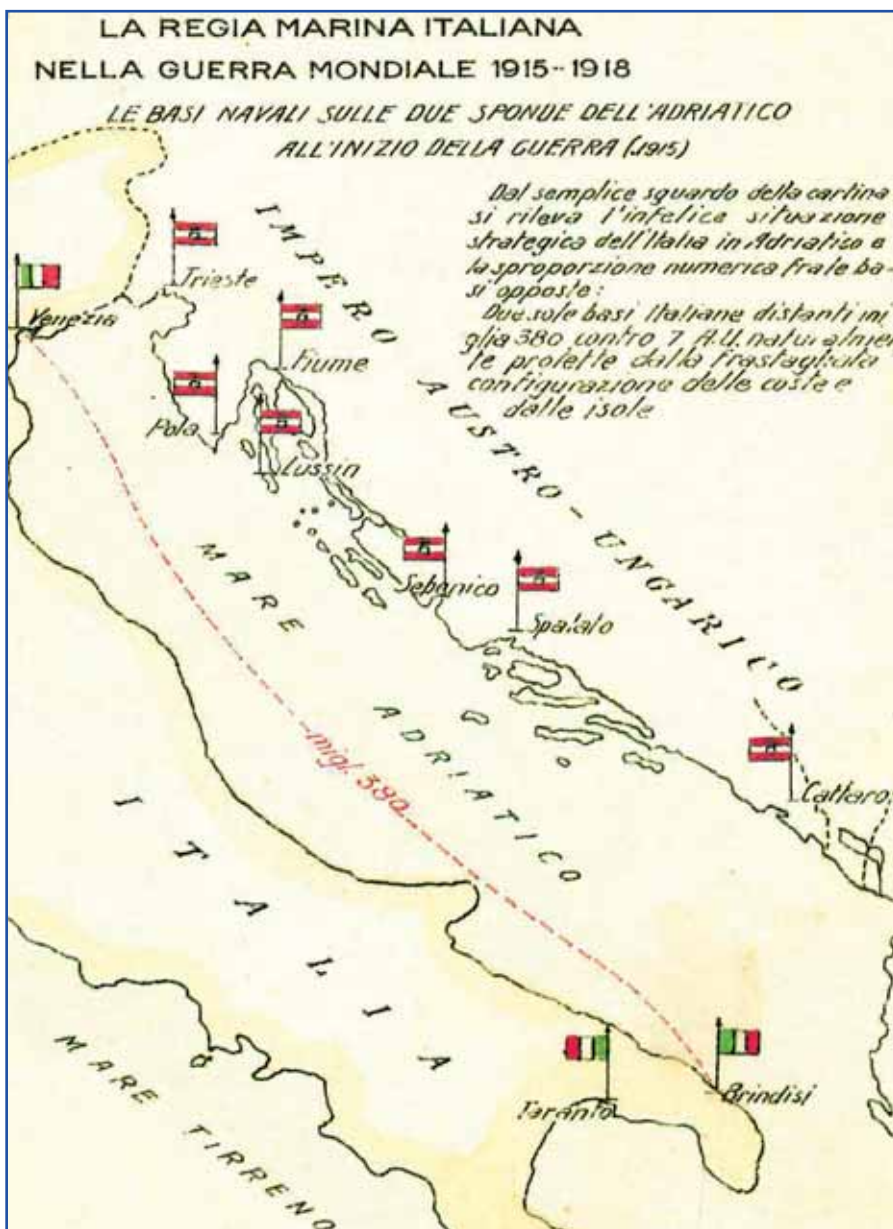 LA REGIA MARINA ITALIANA
NELLA GUERRA MONDIALE 1915--1918
LE BASI NAVALI SULLE DUE SPONDE DELL'ADRIATICO
ALL'INIZIO DELLA GUERRA (1915)
Dal semplice sguardo della cartina
si rileva l'infelice situazione
strategica dell'Italia in Adriatico e
la sproporzione numerica fra le ba-
si opposte:
Due sole basi Italiane distanti mi
glia 380 contro 7 A.U. naturalmen
te protette dalla frastagliata
configurazione delle coste e
dalle isole
IMPERO AUSTRO-UNGARICO
Trieste
Venezia
Fiume
Pola
Lussin
Sebenico
Spalato
Cattaro
MARE ADRIATICO
migl. 380
ITALIA
Taranto
Brindisi
MARE TIRRENO